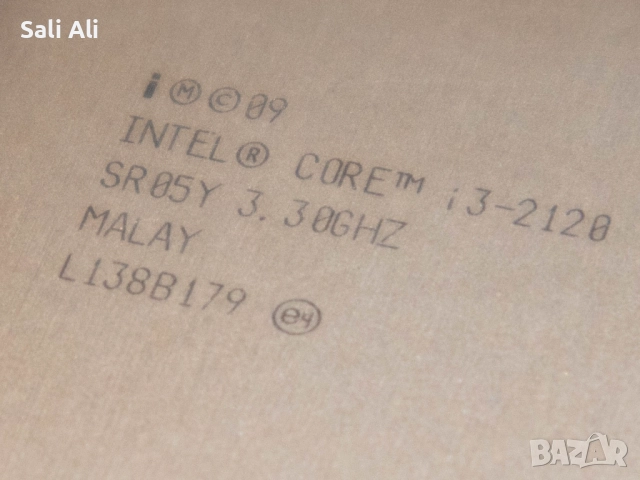 Sali Ali
i Ⓜ © 09
INTEL® CORE™ i3-2120
SR05Y 3.30GHZ
MALAY
L138B179 e4
BAZAR